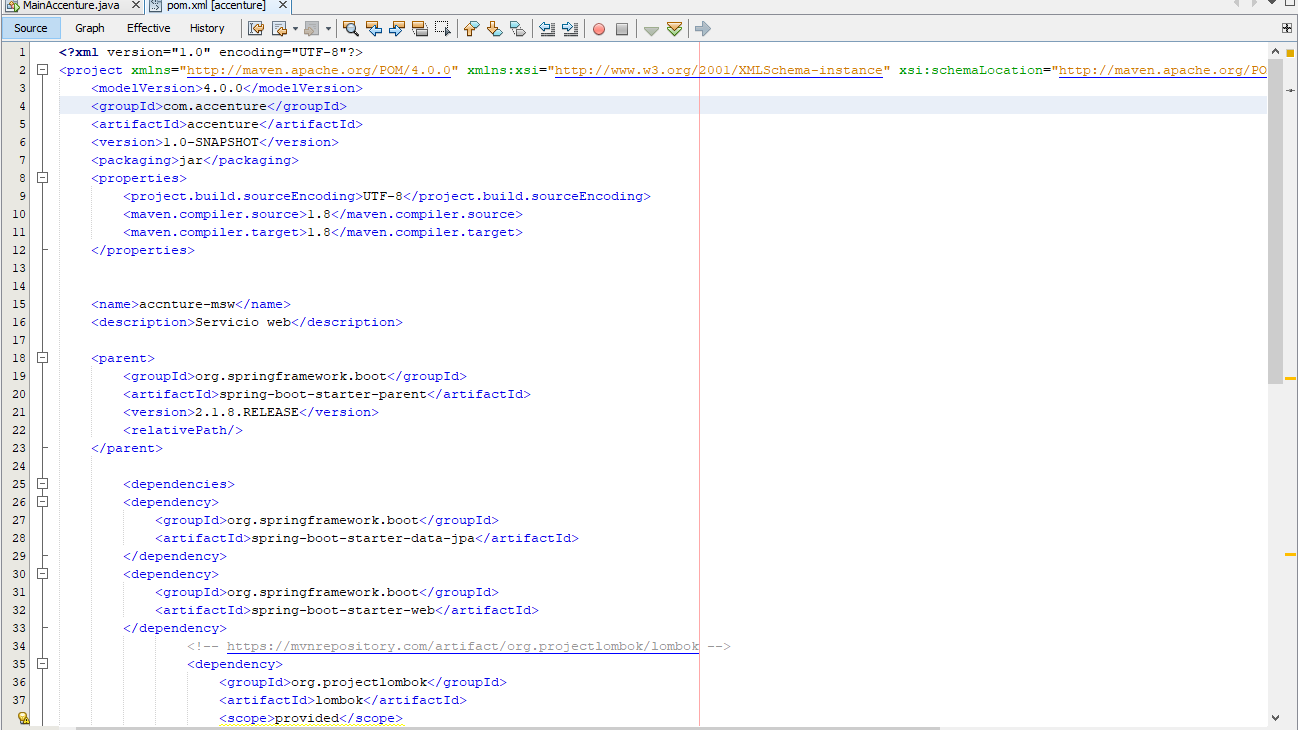 MainAccenture.java
pom.xml [accenture]
Source Graph Effective History
1 <?xml version="1.0" encoding="UTF-8"?>
2 <project xmlns="http://maven.apache.org/POM/4.0.0" xmlns:xsi="http://www.w3.org/2001/XMLSchema-instance" xsi:schemaLocation="http://maven.apache.org/PO
3 <modelVersion>4.0.0</modelVersion>
4 <groupId>com.accenture</groupId>
5 <artifactId>accenture</artifactId>
6 <version>1.0-SNAPSHOT</version>
7 <packaging>jar</packaging>
8 <properties>
9 <project.build.sourceEncoding>UTF-8</project.build.sourceEncoding>
10 <maven.compiler.source>1.8</maven.compiler.source>
11 <maven.compiler.target>1.8</maven.compiler.target>
12 </properties>
13
14
15 <name>accnture-msw</name>
16 <description>Servicio web</description>
17
18 <parent>
19 <groupId>org.springframework.boot</groupId>
20 <artifactId>spring-boot-starter-parent</artifactId>
21 <version>2.1.8.RELEASE</version>
22 <relativePath/>
23 </parent>
24
25 <dependencies>
26 <dependency>
27 <groupId>org.springframework.boot</groupId>
28 <artifactId>spring-boot-starter-data-jpa</artifactId>
29 </dependency>
30 <dependency>
31 <groupId>org.springframework.boot</groupId>
32 <artifactId>spring-boot-starter-web</artifactId>
33 </dependency>
34 <!-- https://mvnrepository.com/artifact/org.projectlombok/lombok -->
35 <dependency>
36 <groupId>org.projectlombok</groupId>
37 <artifactId>lombok</artifactId>
<scope>provided</scope>